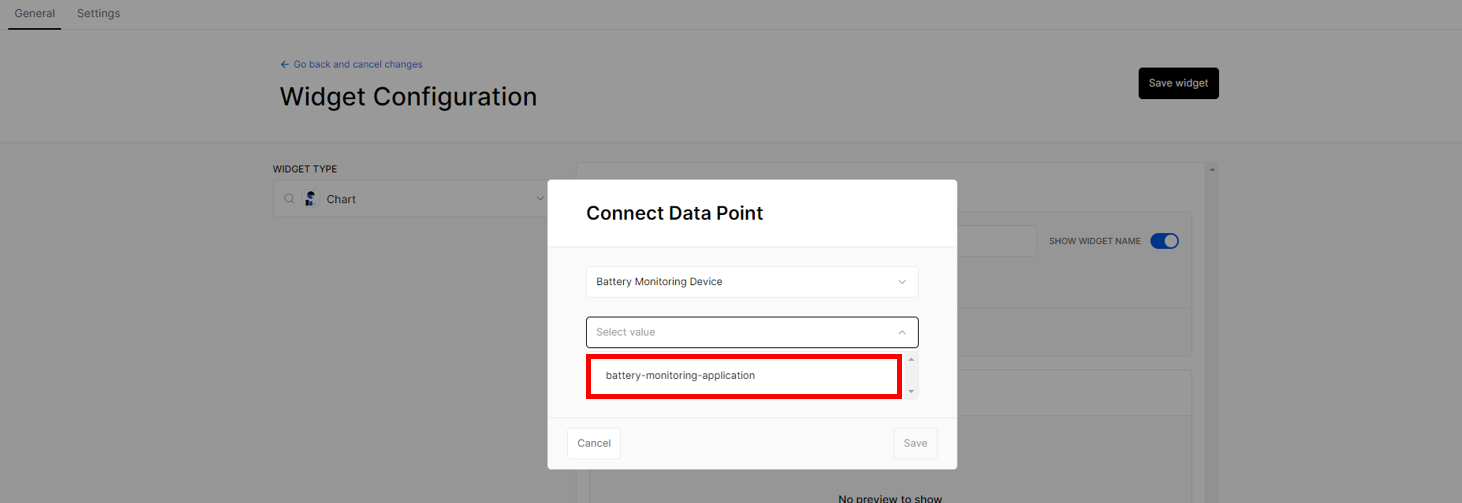 General Settings
Go back and cancel changes
Widget Configuration
Save widget
WIDGET TYPE
Chart
Connect Data Point
SHOW WIDGET NAME
Battery Monitoring Device
Select value
battery-monitoring-application
Cancel Save
No preview to show